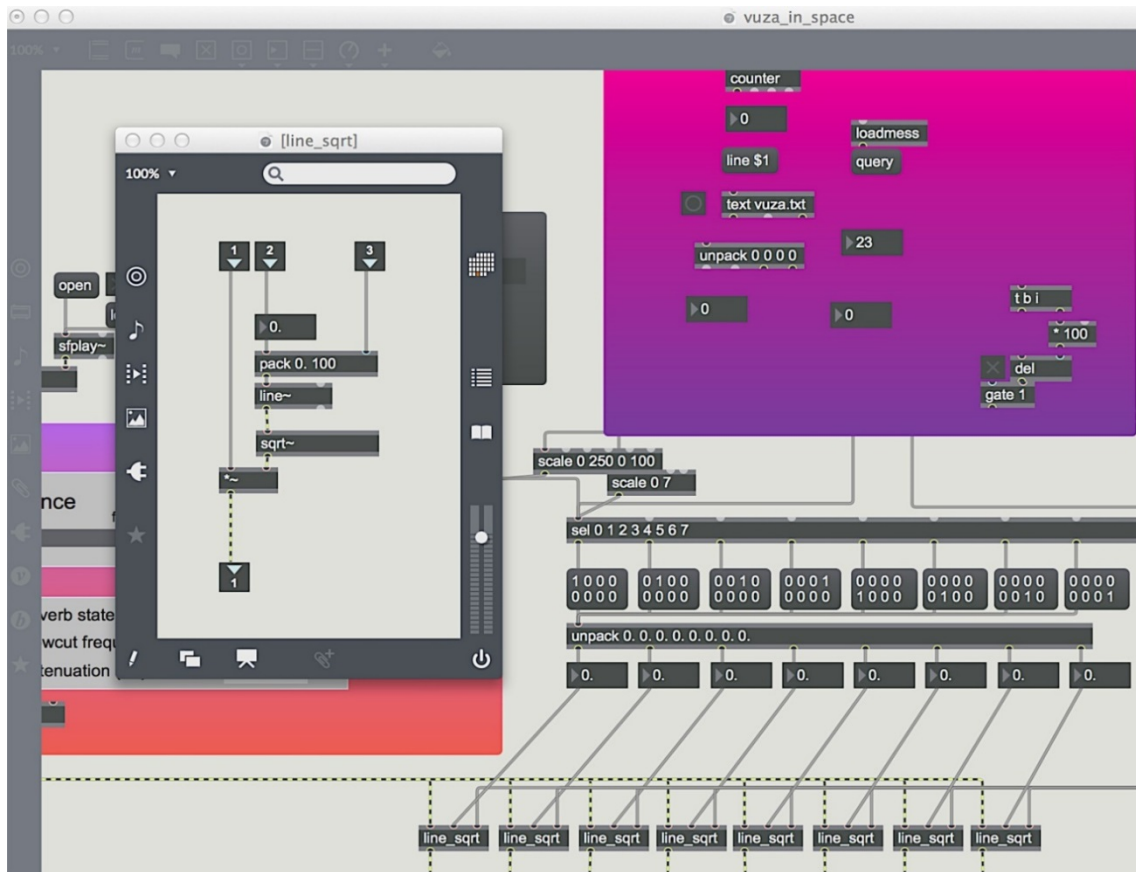 vuza_in_space
100%
counter
0
loadmess
line $1
query
text vuza.txt
23
unpack 0 0 0 0
0
0
t b i
* 100
del
gate 1
[line_sqrt]
100%
1
2
3
0.
pack 0. 100
line~
sqrt~
*~
1
open
sfplay~
nce
verb state
wcut frequ
tenuation
scale 0 250 0 100
scale 0 7
sel 0 1 2 3 4 5 6 7
1 0 0 0
0 0 0 0
0 1 0 0
0 0 0 0
0 0 1 0
0 0 0 0
0 0 0 1
0 0 0 0
0 0 0 0
1 0 0 0
0 0 0 0
0 1 0 0
0 0 0 0
0 0 1 0
0 0 0 0
0 0 0 1
unpack 0. 0. 0. 0. 0. 0. 0. 0.
0.
0.
0.
0.
0.
0.
0.
0.
line_sqrt
line_sqrt
line_sqrt
line_sqrt
line_sqrt
line_sqrt
line_sqrt
line_sqrt